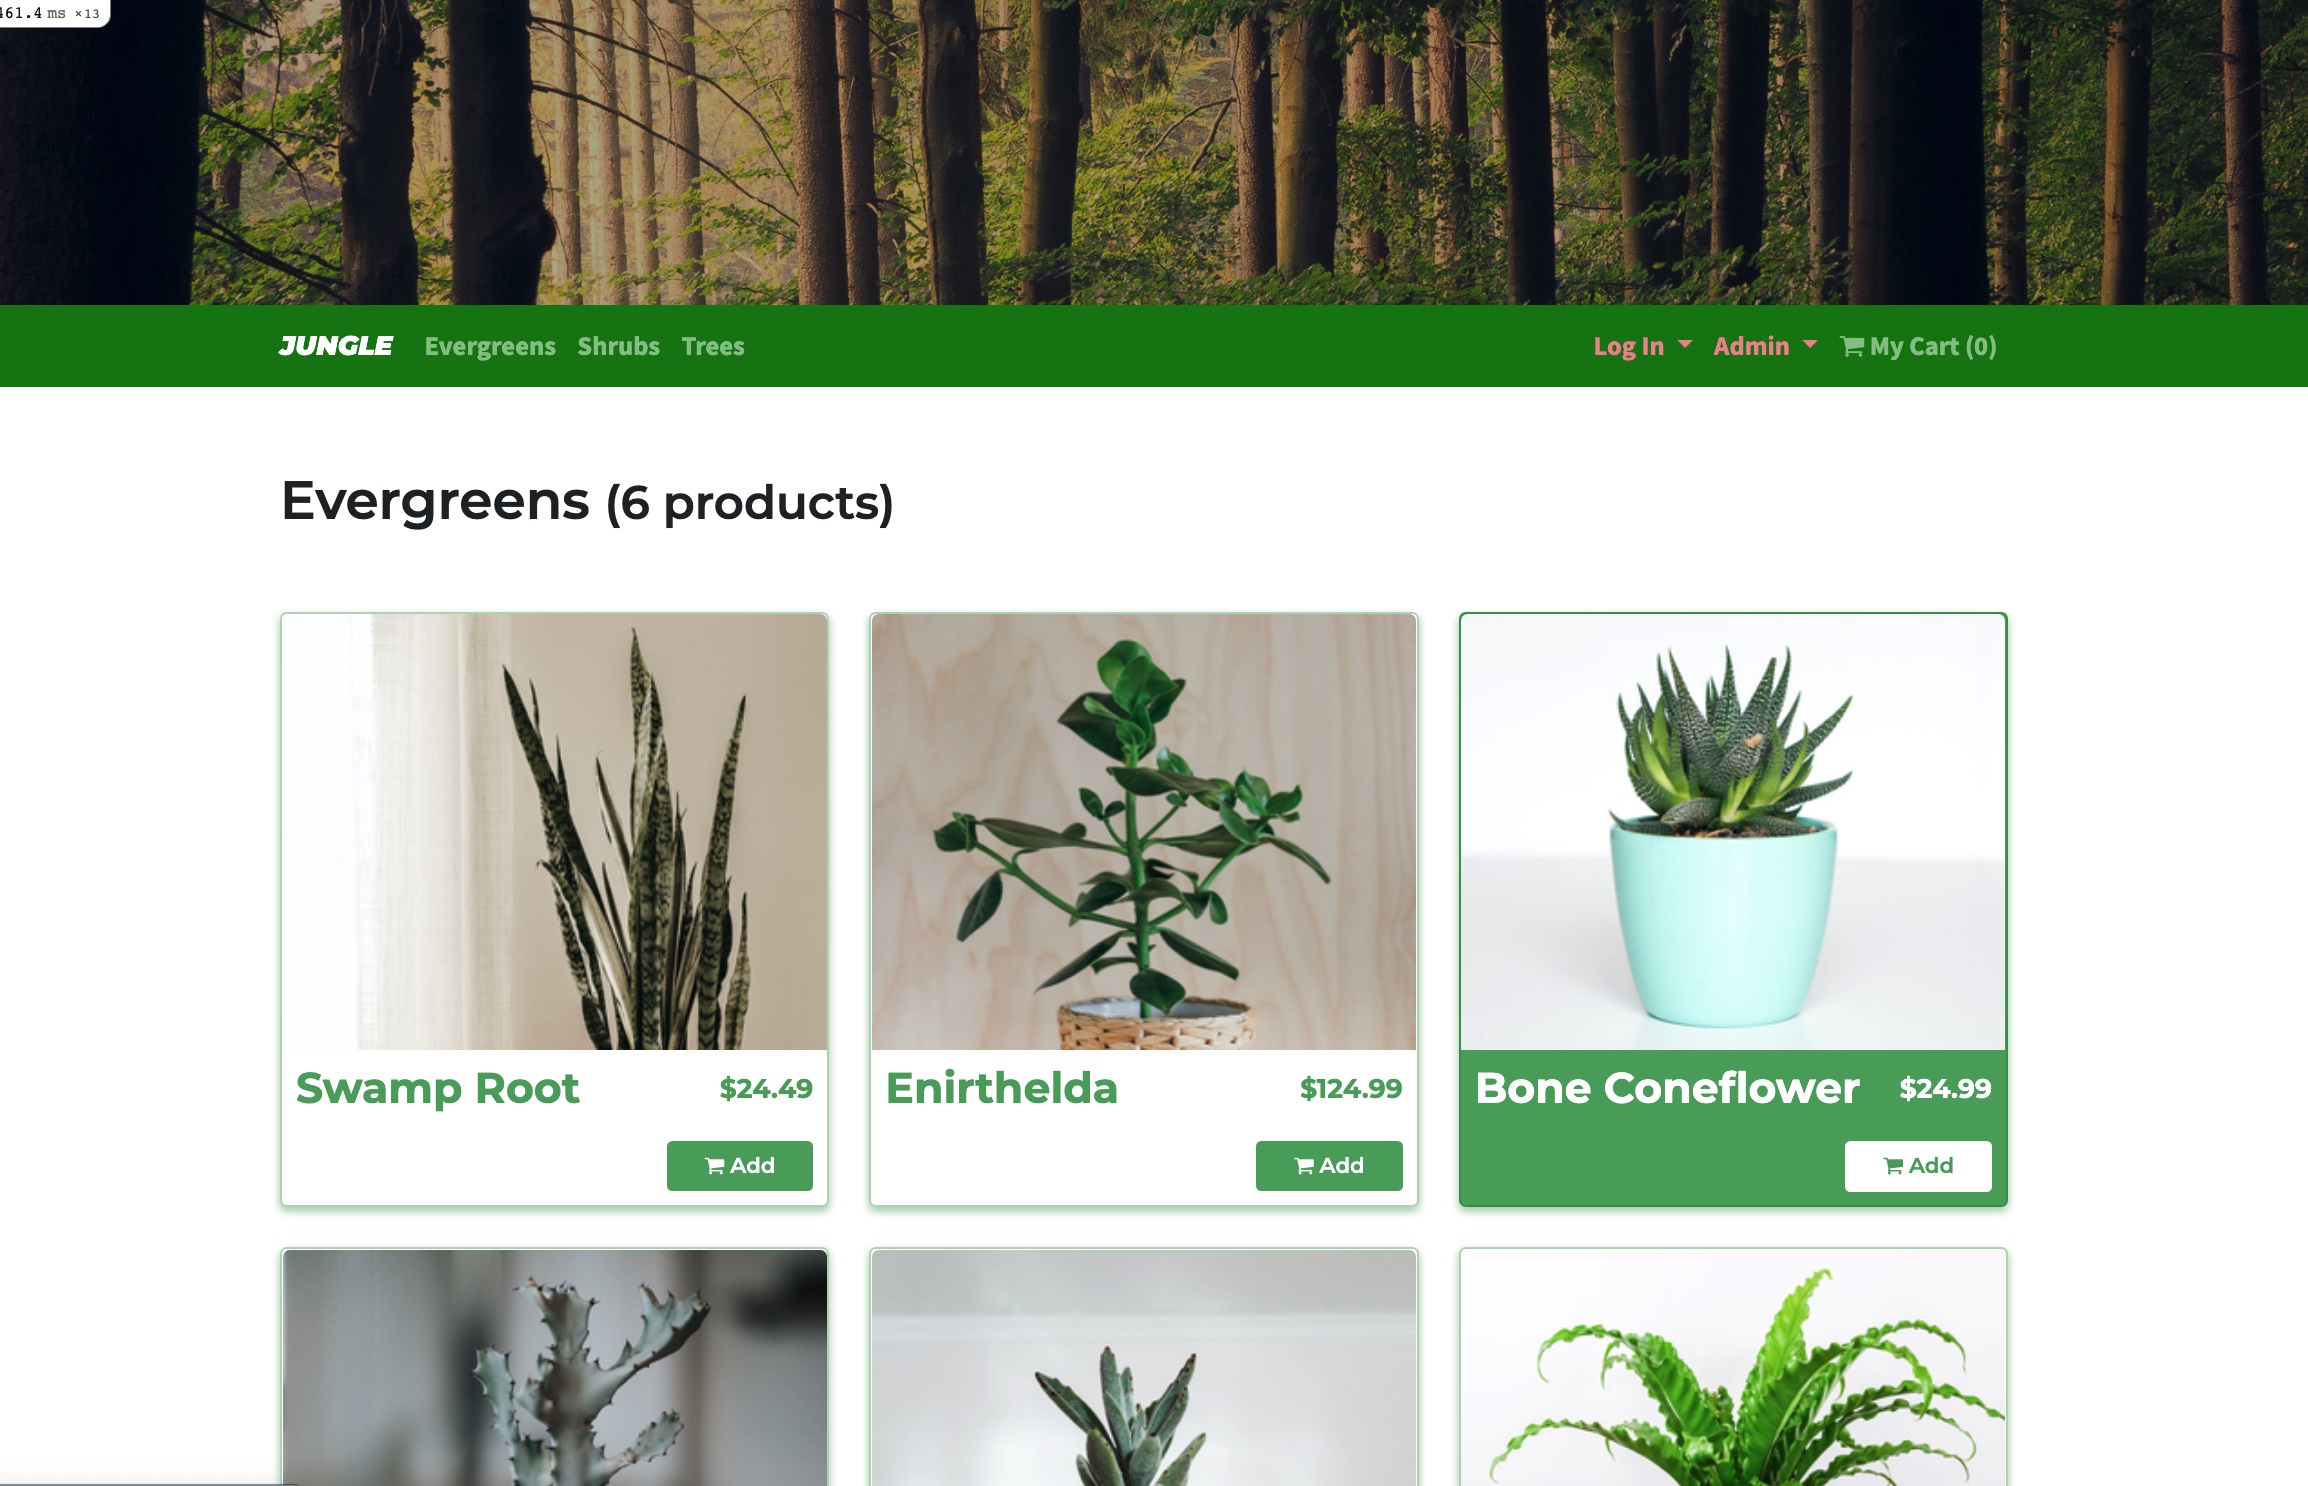 461.4 ms ×13
JUNGLE Evergreens Shrubs Trees Log In Admin My Cart (0)
Evergreens (6 products)
Swamp Root $24.49
Add
Enirthelda $124.99
Add
Bone Coneflower $24.99
Add